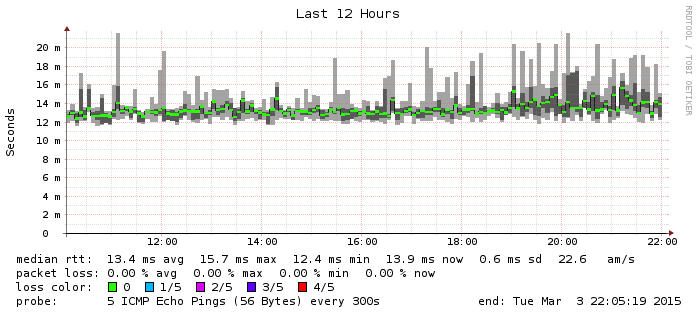 Last 12 Hours
RRDTOOL / TOBI OETIKER
Seconds
20 m
18 m
16 m
14 m
12 m
10 m
8 m
6 m
4 m
2 m
0
12:00 14:00 16:00 18:00 20:00 22:00
median rtt: 13.4 ms avg 15.7 ms max 12.4 ms min 13.9 ms now 0.6 ms sd 22.6 am/s
packet loss: 0.00 % avg 0.00 % max 0.00 % min 0.00 % now
loss color: 0 1/5 2/5 3/5 4/5
probe: 5 ICMP Echo Pings (56 Bytes) every 300s end: Tue Mar 3 22:05:19 2015